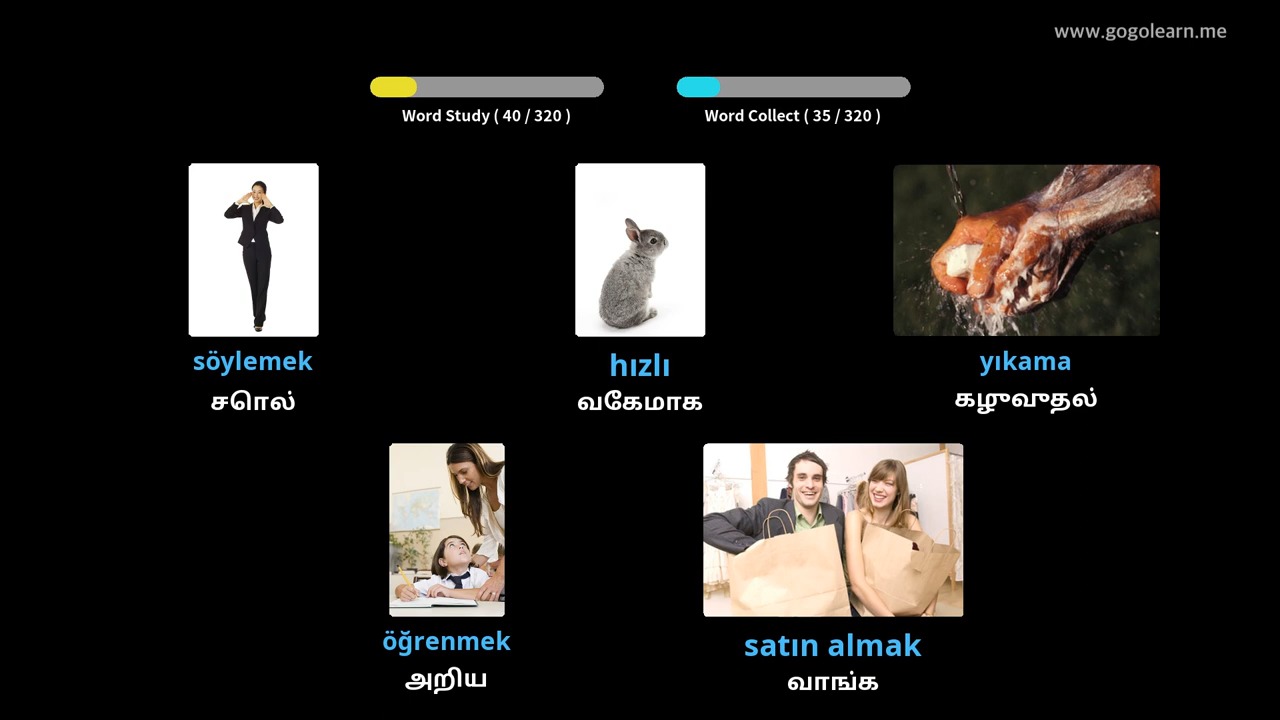 www.gogolearn.me
Word Study ( 40 / 320 )
Word Collect ( 35 / 320 )
söylemek
சொல்
hızlı
வேகமாக
yıkama
கழுவுதல்
öğrenmek
அறிய
satın almak
வாங்க